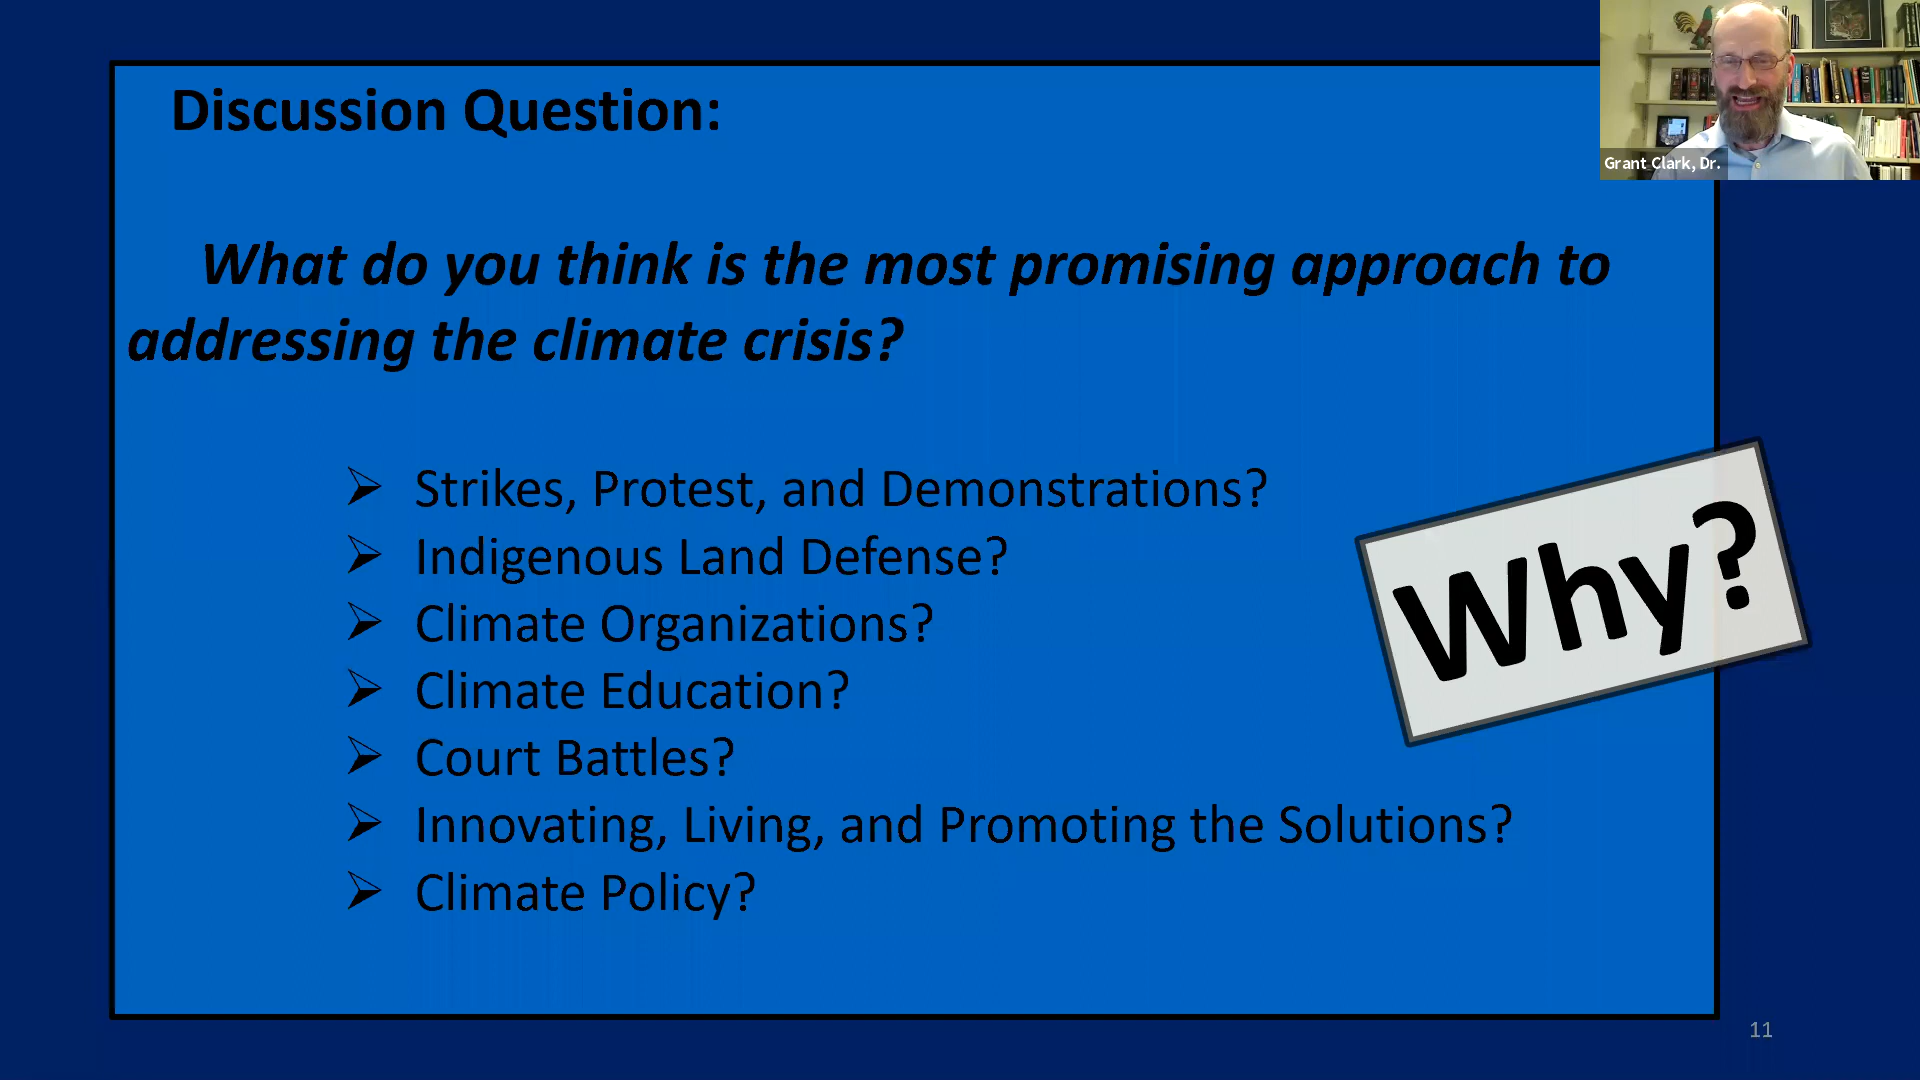 Discussion Question:
What do you think is the most promising approach to
addressing the climate crisis?
➢ Strikes, Protest, and Demonstrations?
➢ Indigenous Land Defense?
➢ Climate Organizations?
➢ Climate Education?
➢ Court Battles?
➢ Innovating, Living, and Promoting the Solutions?
➢ Climate Policy?
Why?
Grant Clark, Dr.
11